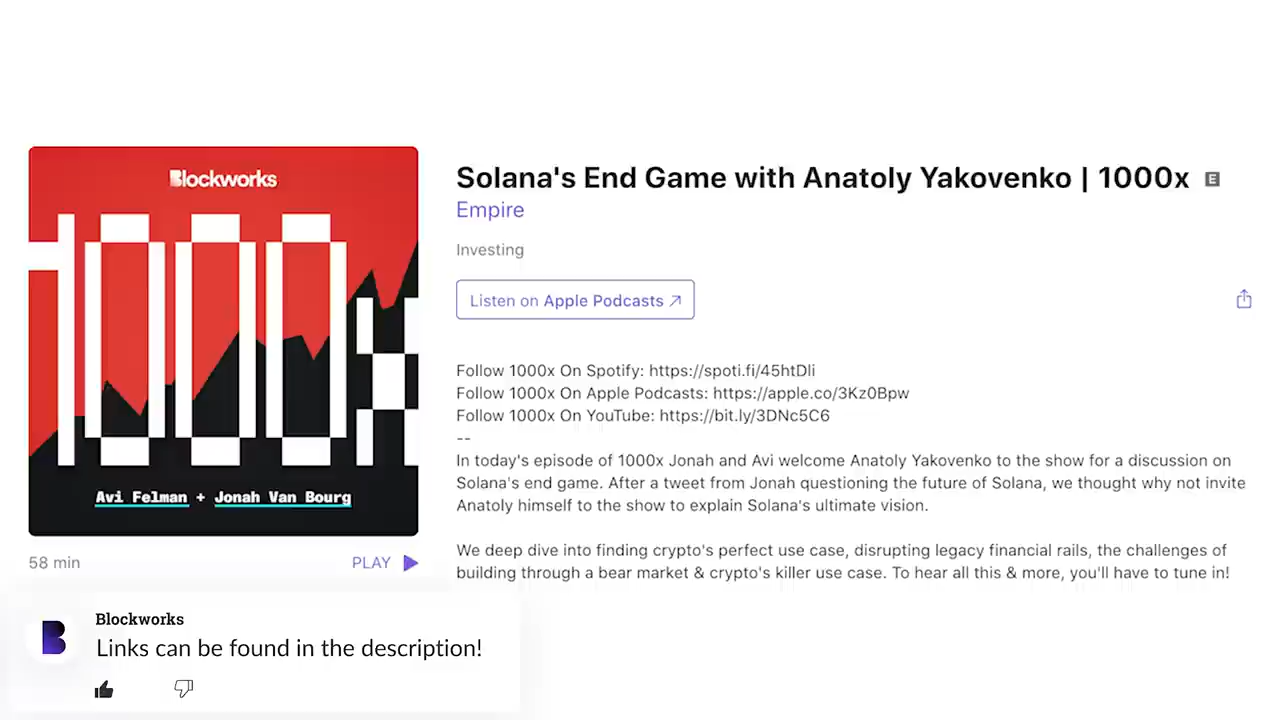 Blockworks
1000x
Avi Felman + Jonah Van Bourg
58 min
PLAY
Solana's End Game with Anatoly Yakovenko | 1000x E
Empire
Investing
Listen on Apple Podcasts ↗
Follow 1000x On Spotify: https://spoti.fi/45htDli
Follow 1000x On Apple Podcasts: https://apple.co/3Kz0Bpw
Follow 1000x On YouTube: https://bit.ly/3DNc5C6
--
In today's episode of 1000x Jonah and Avi welcome Anatoly Yakovenko to the show for a discussion on
Solana's end game. After a tweet from Jonah questioning the future of Solana, we thought why not invite
Anatoly himself to the show to explain Solana's ultimate vision.
We deep dive into finding crypto's perfect use case, disrupting legacy financial rails, the challenges of
building through a bear market & crypto's killer use case. To hear all this & more, you'll have to tune in!
B
Blockworks
Links can be found in the description!